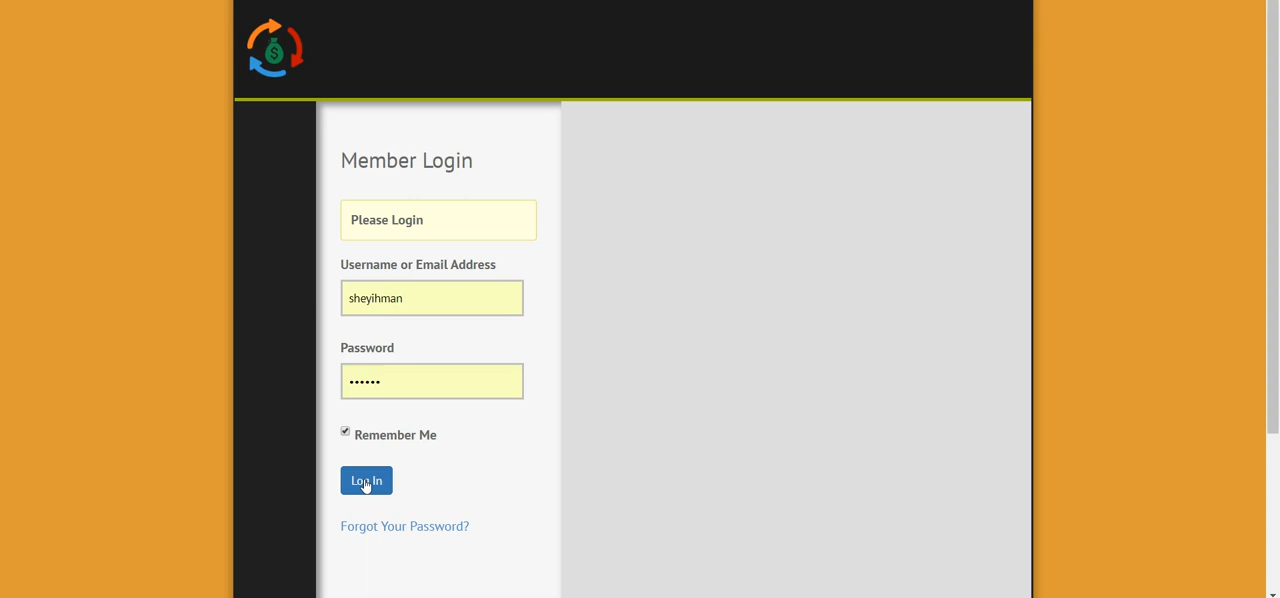 $
Member Login
Please Login
Username or Email Address
sheyihman
Password
••••••
Remember Me
Log In
Forgot Your Password?